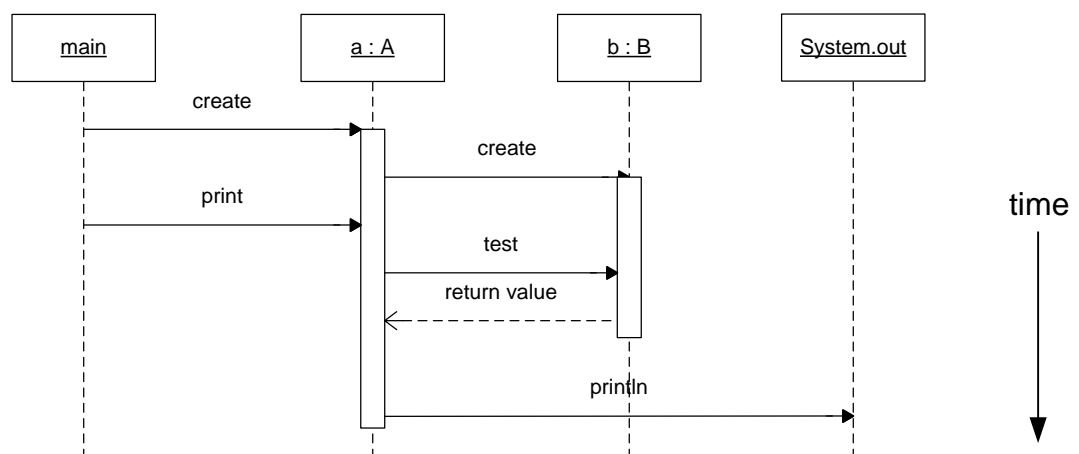 main
a : A
b : B
System.out
create
create
print
time
test
return value
println